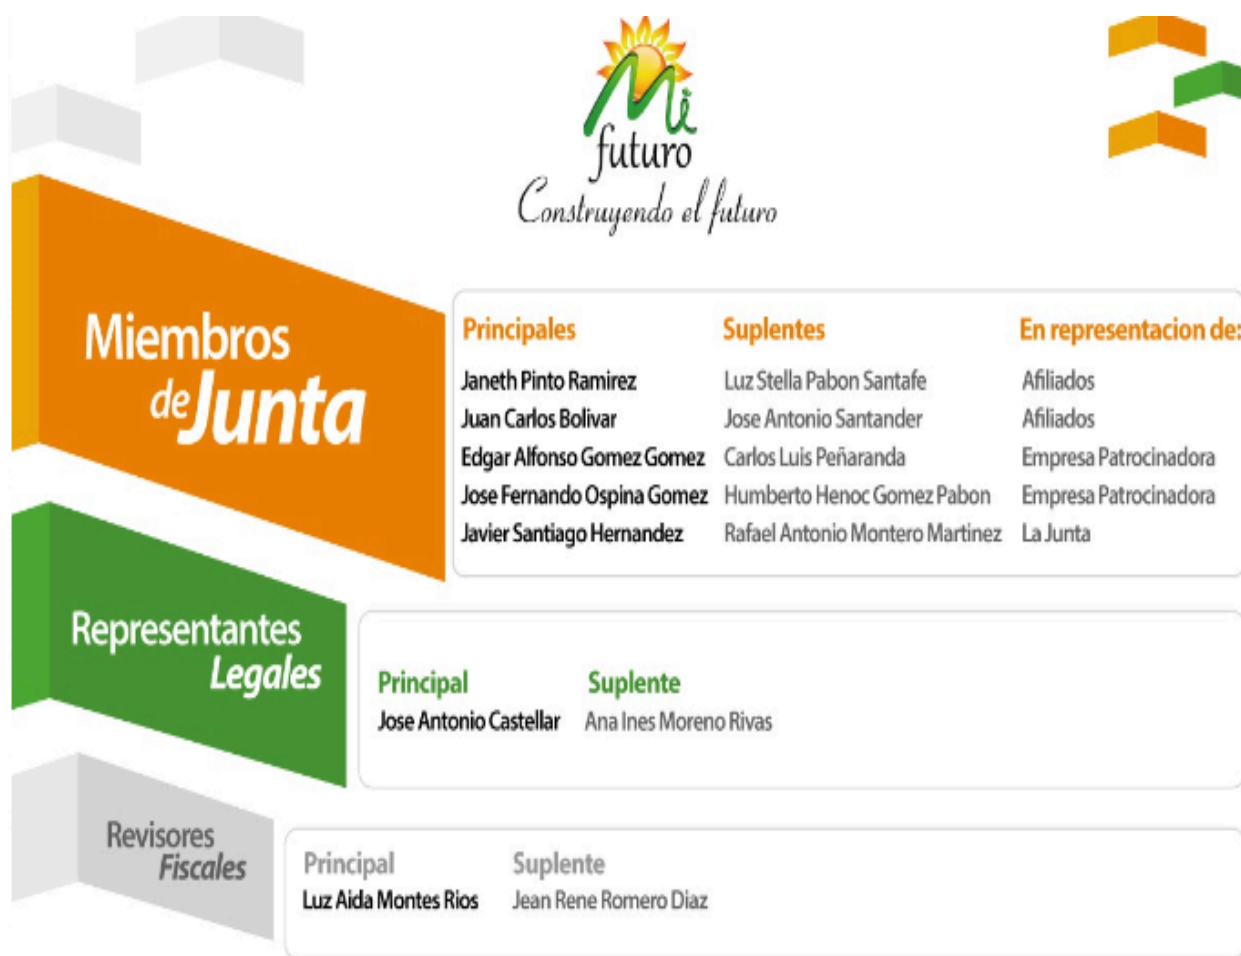 Mi
futuro
Construyendo el futuro
Miembros
de Junta
Principales Suplentes En representacion de:
Janeth Pinto Ramirez Luz Stella Pabon Santafe Afiliados
Juan Carlos Bolivar Jose Antonio Santander Afiliados
Edgar Alfonso Gomez Gomez Carlos Luis Peñaranda Empresa Patrocinadora
Jose Fernando Ospina Gomez Humberto Henoc Gomez Pabon Empresa Patrocinadora
Javier Santiago Hernandez Rafael Antonio Montero Martinez La Junta
Representantes
Legales
Principal Suplente
Jose Antonio Castellar Ana Ines Moreno Rivas
Revisores
Fiscales
Principal Suplente
Luz Aida Montes Rios Jean Rene Romero Diaz